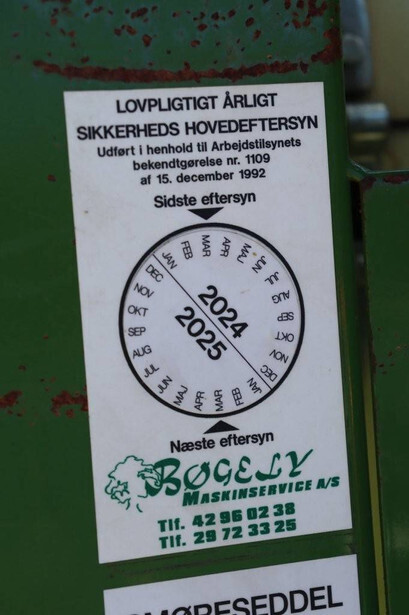 LOVPLIGTIGT ÅRLIGT
SIKKERHEDS HOVEDEFTERSYN
Udført i henhold til Arbejdstilsynets
bekendtgørelse nr. 1109
af 15. december 1992
Sidste eftersyn
JAN FEB MAR APR MAJ JUN JUL AUG SEP OKT NOV DEC
2024
2025
JAN FEB MAR APR MAJ JUN JUL AUG SEP OKT NOV DEC
Næste eftersyn
BØGELY
MASKINSERVICE A/S
Tlf. 42 96 02 38
Tlf. 29 72 33 25
SMØRESEDDEL